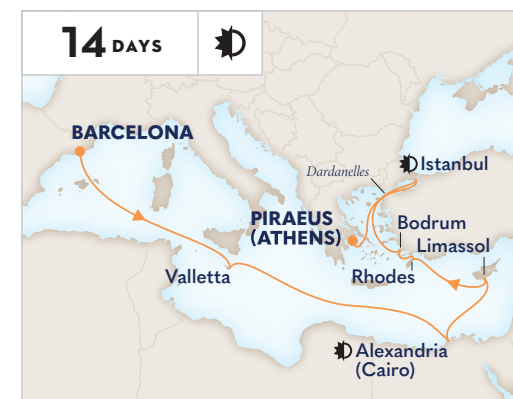 14 DAYS
BARCELONA
Dardanelles
Istanbul
PIRAEUS
(ATHENS)
Bodrum
Limassol
Valletta
Rhodes
Alexandria
(Cairo)